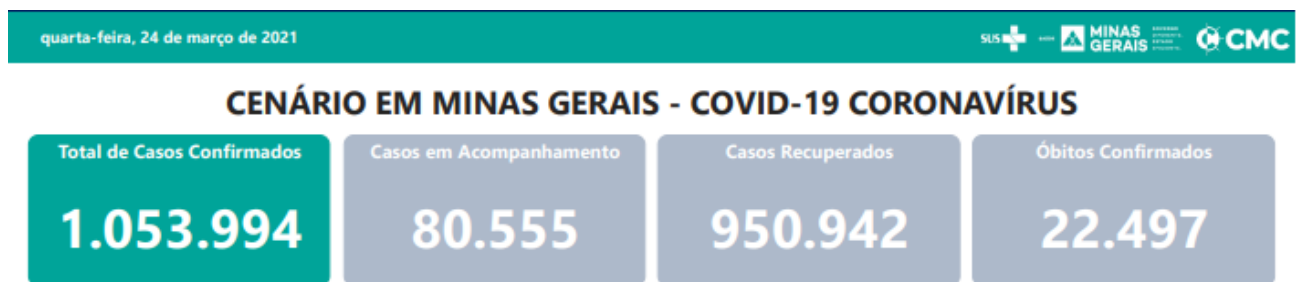 quarta-feira, 24 de março de 2021
SUS
MINAS
GERAIS
CMC
CENÁRIO EM MINAS GERAIS - COVID-19 CORONAVÍRUS
Total de Casos Confirmados
Casos em Acompanhamento
Casos Recuperados
Óbitos Confirmados
1.053.994
80.555
950.942
22.497